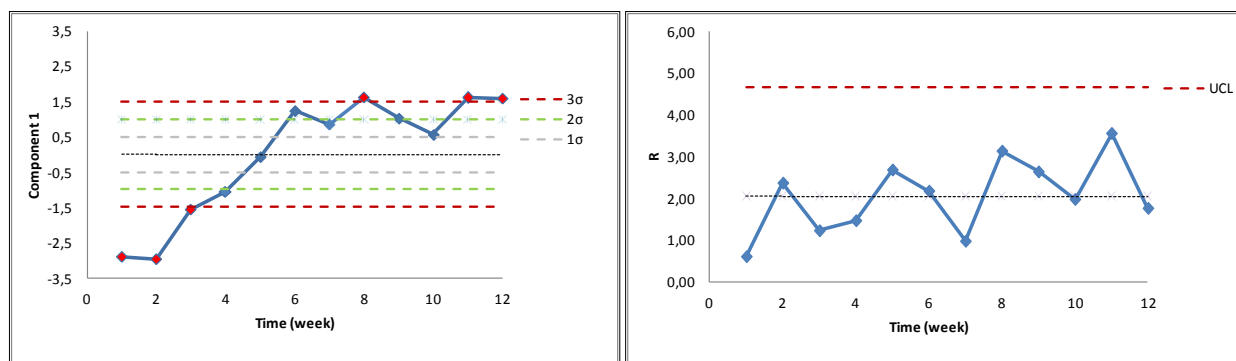 3,5
2,5
1,5
0,5
-0,5
-1,5
-2,5
-3,5
0 2 4 6 8 10 12
Component 1
Time (week)
3σ
2σ
1σ
6,00
5,00
4,00
3,00
2,00
1,00
0,00
0 2 4 6 8 10 12
R
Time (week)
UCL